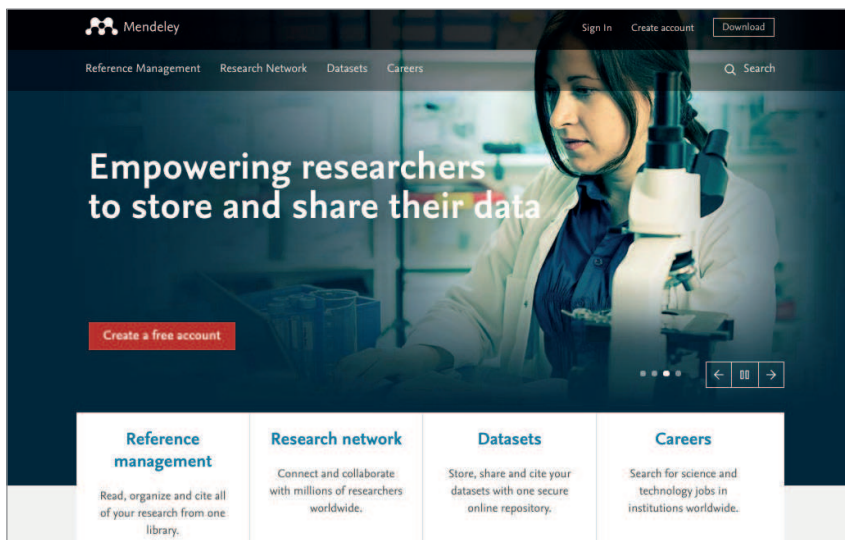 Mendeley
Sign In Create account Download
Reference Management Research Network Datasets Careers
Search
Empowering researchers
to store and share their data
Create a free account
Reference
management
Read, organize and cite all
of your research from one
library.
Research network
Connect and collaborate
with millions of researchers
worldwide.
Datasets
Store, share and cite your
datasets with one secure
online repository.
Careers
Search for science and
technology jobs in
institutions worldwide.